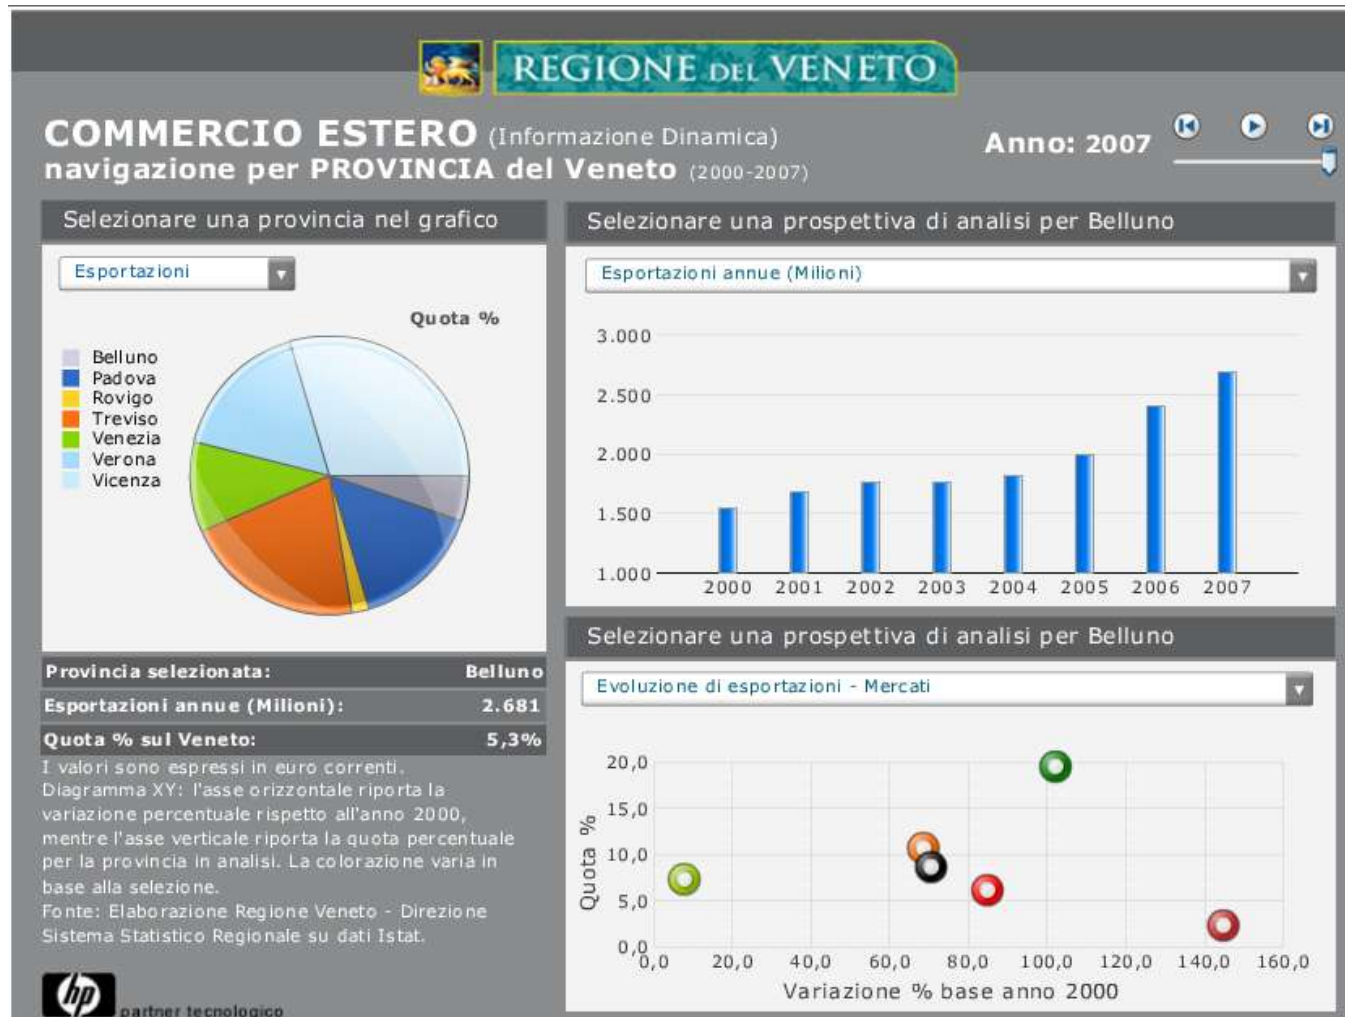 REGIONE DEL VENETO
COMMERCIO ESTERO (Informazione Dinamica)
navigazione per PROVINCIA del Veneto (2000-2007)
Anno: 2007
Selezionare una provincia nel grafico
Esportazioni
Quota %
Belluno
Padova
Rovigo
Treviso
Venezia
Verona
Vicenza
Provincia selezionata: Belluno
Esportazioni annue (Milioni): 2.681
Quota % sul Veneto: 5,3%
I valori sono espressi in euro correnti.
Diagramma XY: l'asse orizzontale riporta la
variazione percentuale rispetto all'anno 2000,
mentre l'asse verticale riporta la quota percentuale
per la provincia in analisi. La colorazione varia in
base alla selezione.
Fonte: Elaborazione Regione Veneto - Direzione
Sistema Statistico Regionale su dati Istat.
hp
partner tecnologico
Selezionare una prospettiva di analisi per Belluno
Esportazioni annue (Milioni)
3.000
2.500
2.000
1.500
1.000
2000 2001 2002 2003 2004 2005 2006 2007
Selezionare una prospettiva di analisi per Belluno
Evoluzione di esportazioni - Mercati
Quota %
20,0
15,0
10,0
5,0
0,0
0,0 20,0 40,0 60,0 80,0 100,0 120,0 140,0 160,0
Variazione % base anno 2000